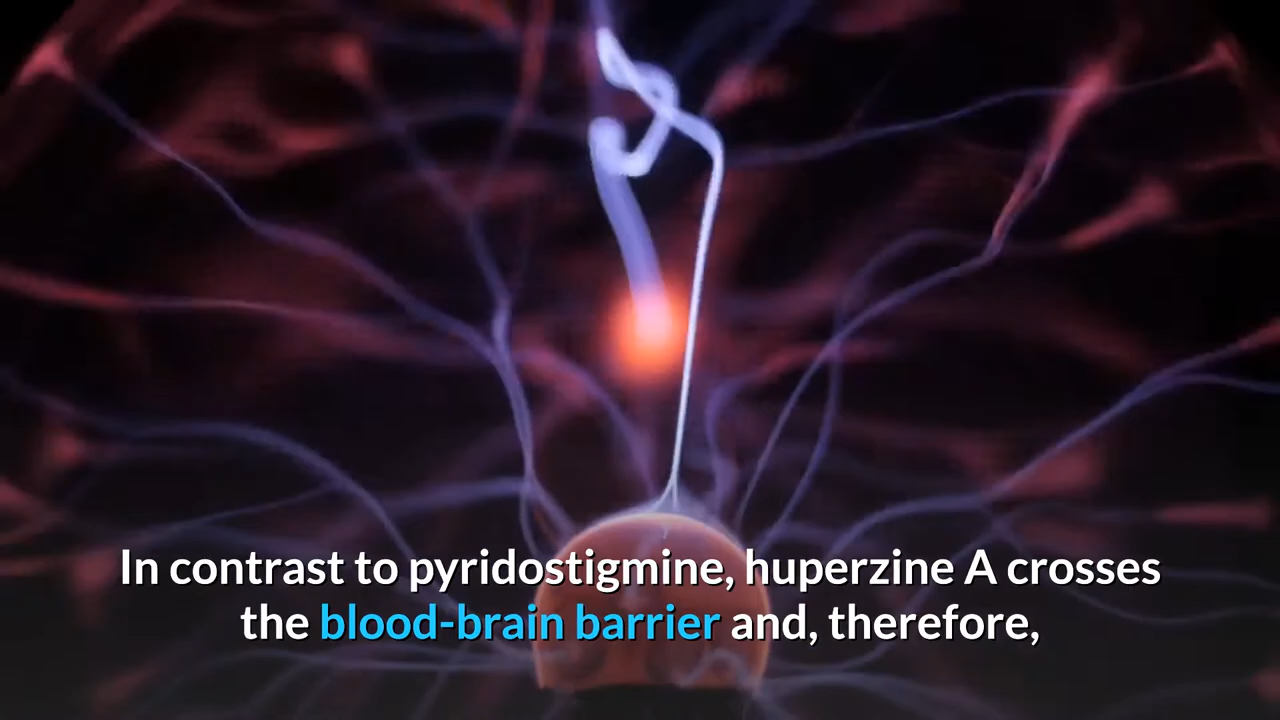 In contrast to pyridostigmine, huperzine A crosses
the blood-brain barrier and, therefore,